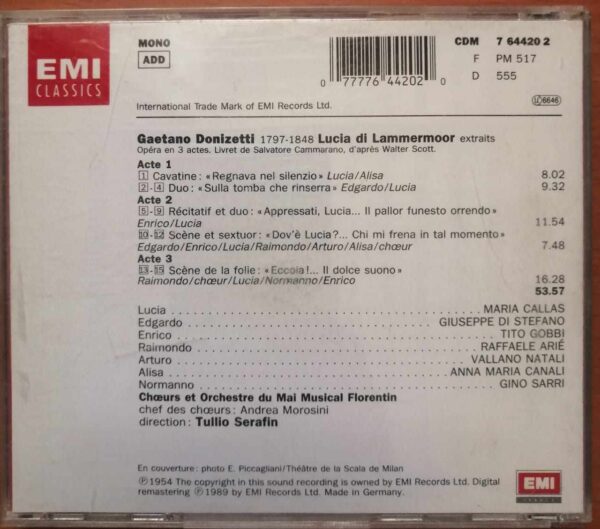 EMI
CLASSICS
MONO
ADD
CDM 7 64420 2
F PM 517
D 555
0 77776 44202 0
International Trade Mark of EMI Records Ltd.
6646
Gaetano Donizetti 1797-1848 Lucia di Lammermoor extraits
Opéra en 3 actes. Livret de Salvatore Cammarano, d'après Walter Scott.
Acte 1
1 Cavatine: «Regnava nel silenzio» Lucia/Alisa 8.02
2-4 Duo: «Sulla tomba che rinserra» Edgardo/Lucia 9.32
Acte 2
5-9 Récitatif et duo: «Appressati, Lucia... Il pallor funesto orrendo»
Enrico/Lucia 11.54
10-12 Scène et sextuor: «Dov'è Lucia?... Chi mi frena in tal momento»
Edgardo/Enrico/Lucia/Raimondo/Arturo/Alisa/chœur 7.48
Acte 3
13-15 Scène de la folie: «Eccola!... Il dolce suono»
Raimondo/chœur/Lucia/Normanno/Enrico 16.28
53.57
Lucia MARIA CALLAS
Edgardo GIUSEPPE DI STEFANO
Enrico TITO GOBBI
Raimondo RAFFAELE ARIÉ
Arturo VALLANO NATALI
Alisa ANNA MARIA CANALI
Normanno GINO SARRI
Chœurs et Orchestre du Mai Musical Florentin
chef des chœurs: Andrea Morosini
direction: Tullio Serafin
En couverture: photo E. Piccagliani/Théâtre de la Scala de Milan
℗ 1954 The copyright in this sound recording is owned by EMI Records Ltd. Digital
remastering ℗ 1989 by EMI Records Ltd. Made in Germany.
EMI